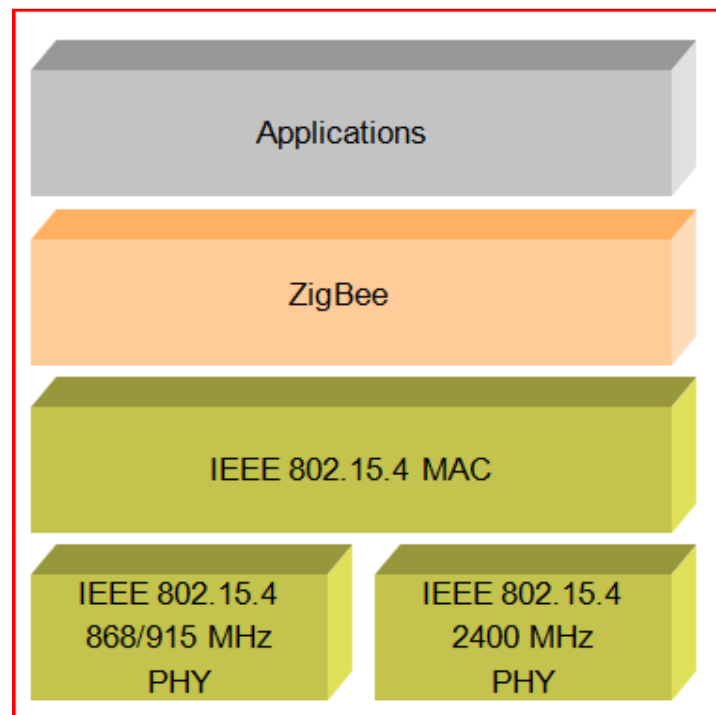 Applications
ZigBee
IEEE 802.15.4 MAC
IEEE 802.15.4
868/915 MHz
PHY
IEEE 802.15.4
2400 MHz
PHY